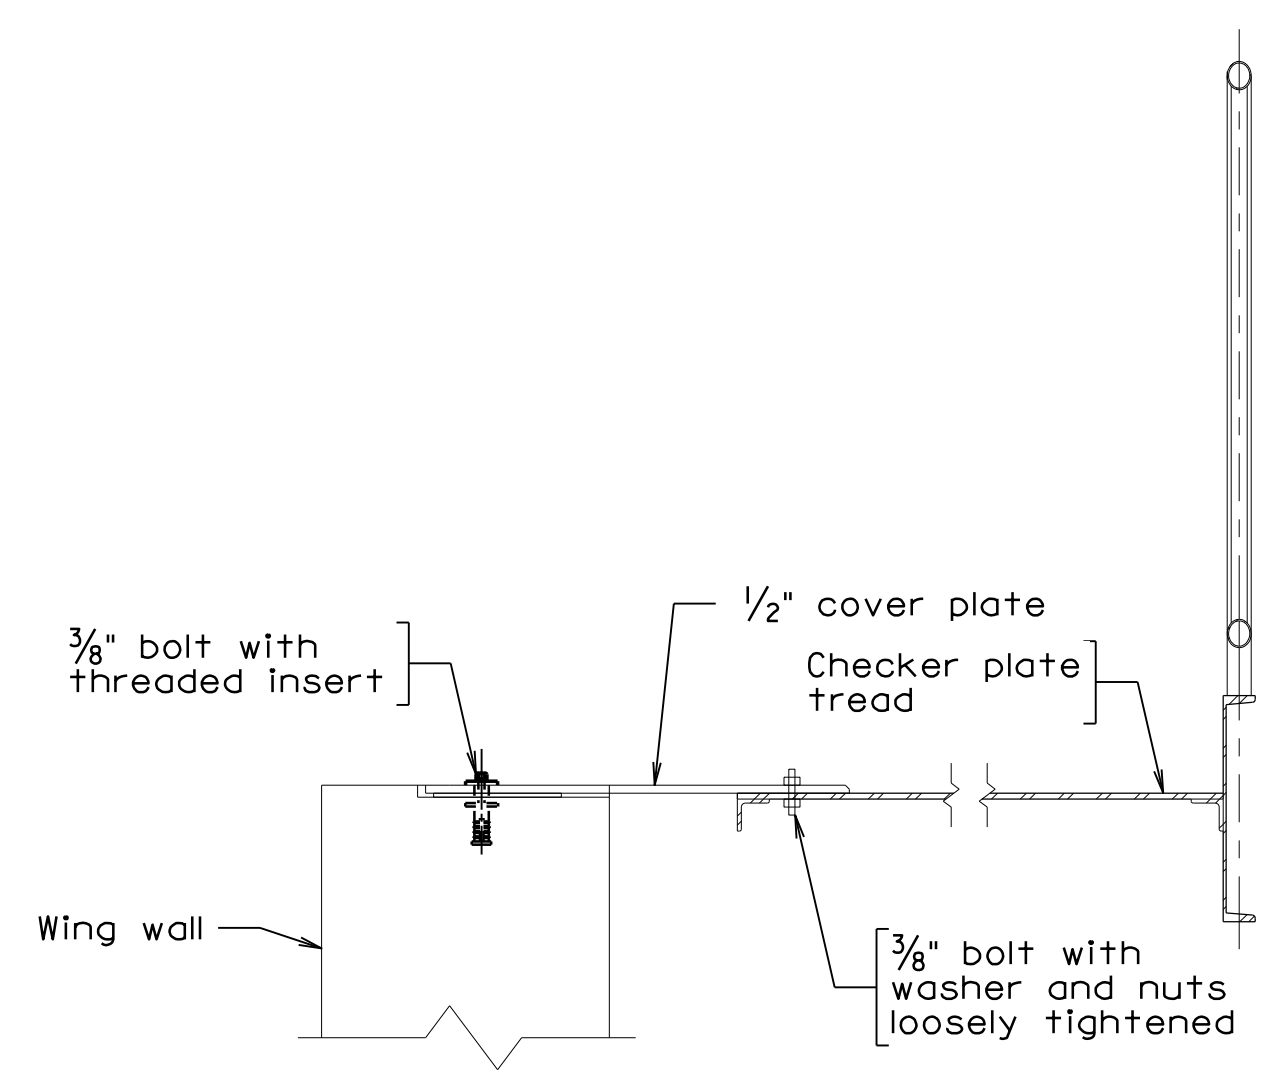 1/2" cover plate
3/8" bolt with
threaded insert
Checker plate
tread
Wing wall
3/8" bolt with
washer and nuts
loosely tightened